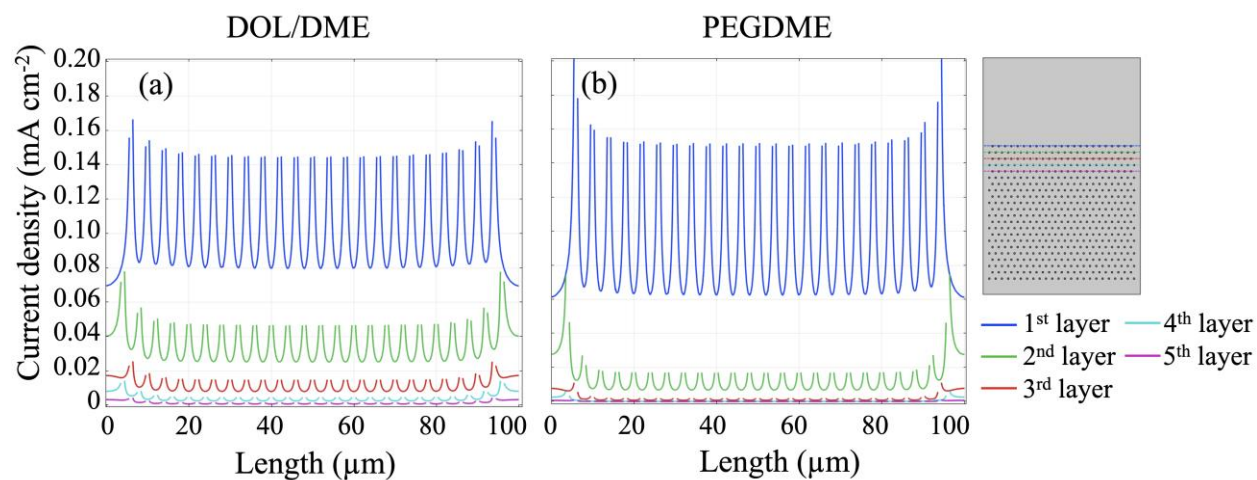 DOL/DME
PEGDME
Current density (mA cm-2)
0.20
0.18
0.16
0.14
0.12
0.10
0.08
0.06
0.04
0.02
0
(a)
(b)
0 20 40 60 80 100
0 20 40 60 80 100
Length (µm)
Length (µm)
1st layer
4th layer
2nd layer
5th layer
3rd layer